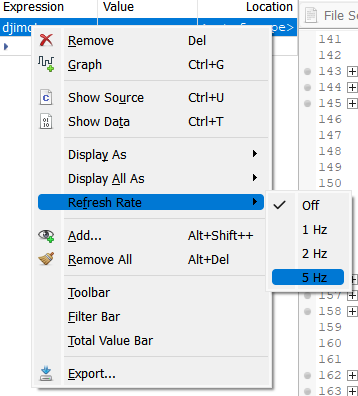 Expression Value Location
File Se
Remove Del
Graph Ctrl+G
Show Source Ctrl+U
Show Data Ctrl+T
Display As
Display All As
Refresh Rate
Off
1 Hz
2 Hz
5 Hz
Add... Alt+Shift++
Remove All Alt+Del
Toolbar
Filter Bar
Total Value Bar
Export...
141
142
143
144
145
146
147
148
149
150
157
158
159
160
161
162
163